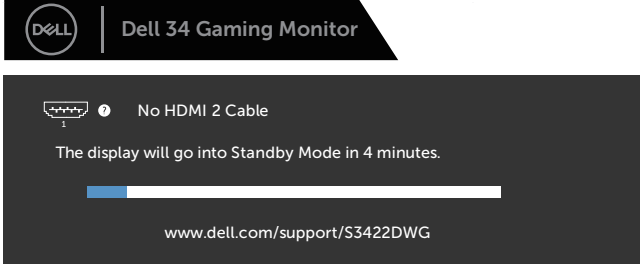 DELL
Dell 34 Gaming Monitor
? No HDMI 2 Cable
1
The display will go into Standby Mode in 4 minutes.
www.dell.com/support/S3422DWG